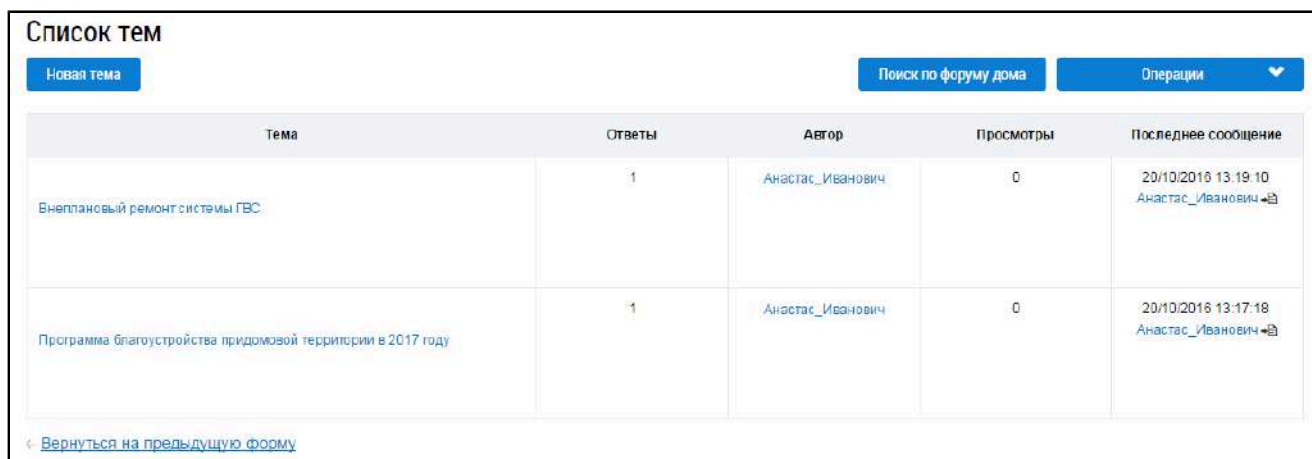 Список тем
Новая тема
Поиск по форуму дома
Операции
Тема Ответы Автор Просмотры Последнее сообщение
Внеплановый ремонт системы ГВС 1 Анастас_Иванович 0 20/10/2016 13:19:10
Анастас_Иванович
Программа благоустройства придомовой территории в 2017 году 1 Анастас_Иванович 0 20/10/2016 13:17:18
Анастас_Иванович
← Вернуться на предыдущую форму